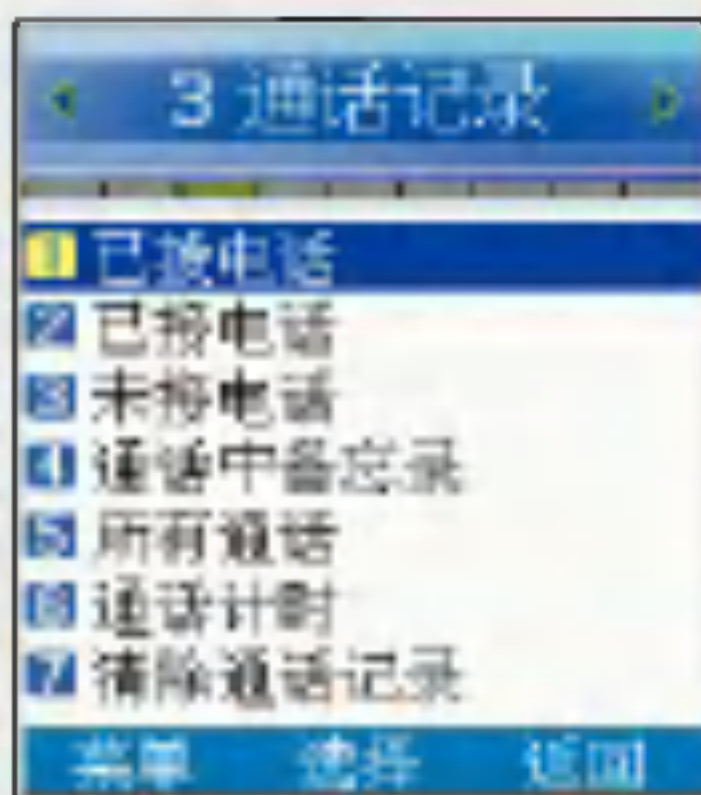 3 通话记录
1 已拨电话
2 已接电话
3 未接电话
4 通话中备忘录
5 所有通话
6 通话计时
7 清除通话记录
菜单 选择 返回